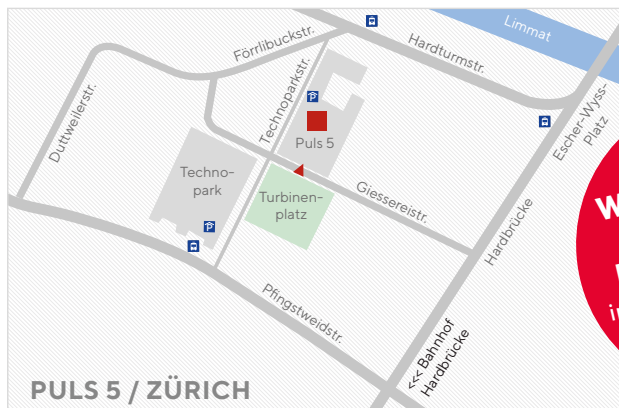 Limmat
Förrlibuckstr.
Hardturmstr.
Technoparkstr.
Duttweilerstr.
Escher-Wyss-
Platz
P
Puls 5
Techno-
park
Turbinen-
platz
Giessereistr.
P
Hardbrücke
Pfingstweidstr.
<<< Bahnhof
Hardbrücke
PULS 5 / ZÜRICH